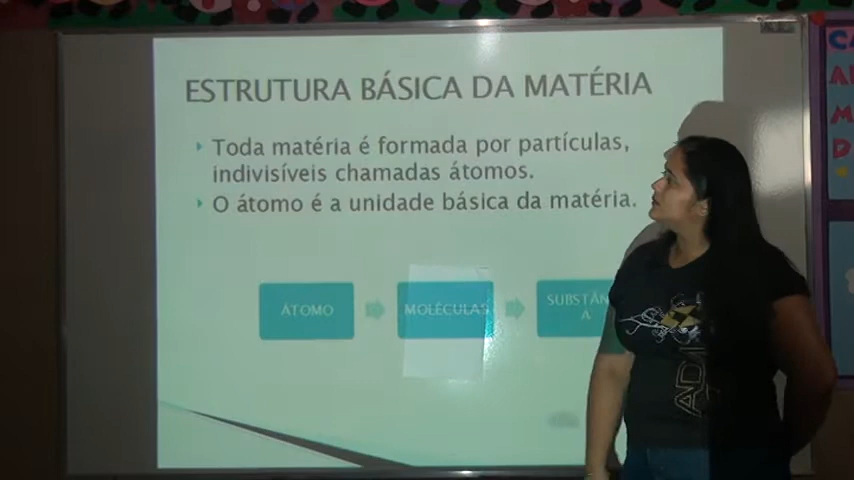 ESTRUTURA BÁSICA DA MATÉRIA
Toda matéria é formada por partículas,
indivisíveis chamadas átomos.
O átomo é a unidade básica da matéria.
ÁTOMO
MOLÉCULAS
SUBSTÂN
A